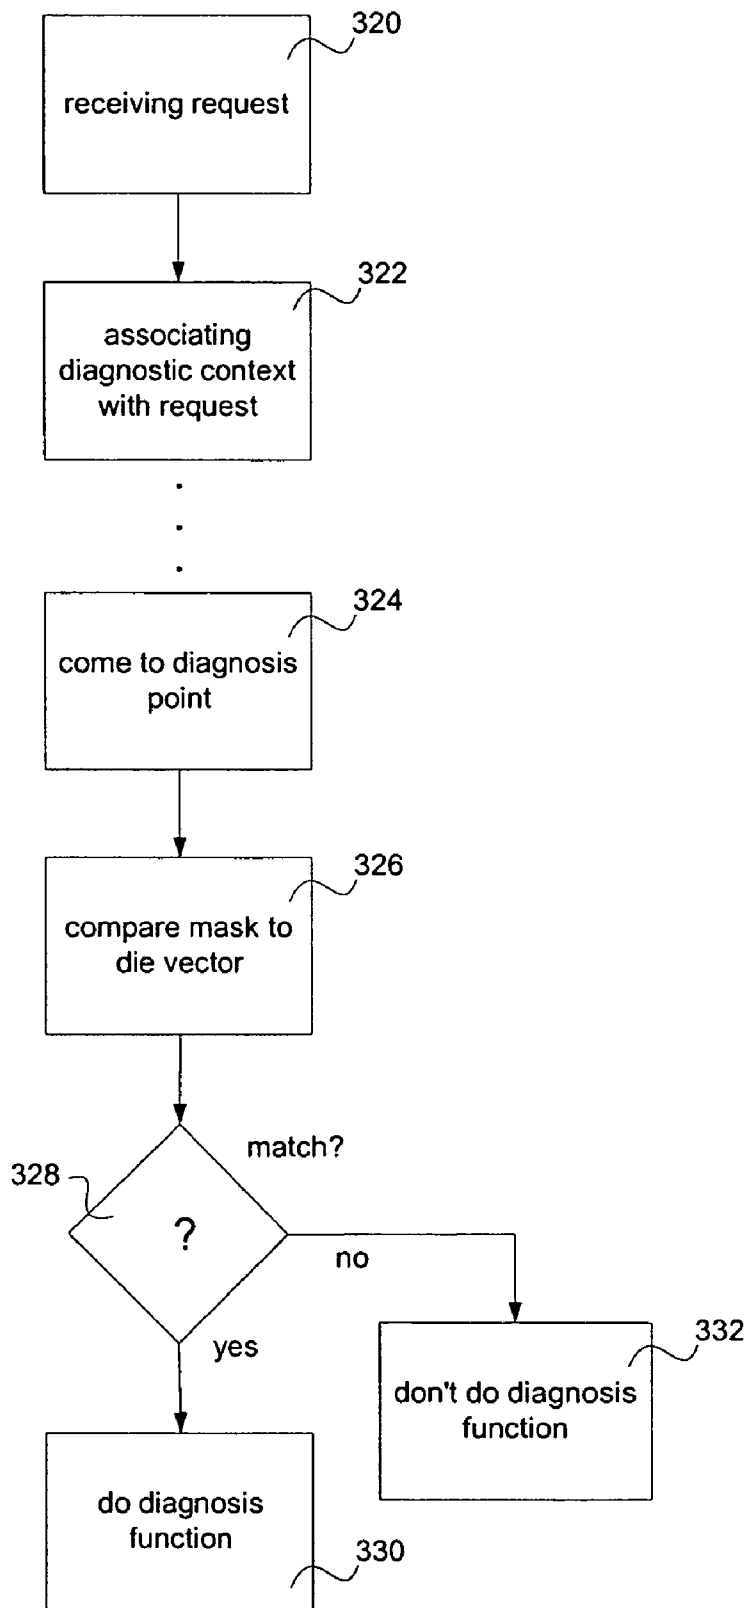 320
receiving request
322
associating
diagnostic context
with request
324
come to diagnosis
point
326
compare mask to
die vector
match?
328
?
no
yes
332
don't do diagnosis
function
do diagnosis
function
330